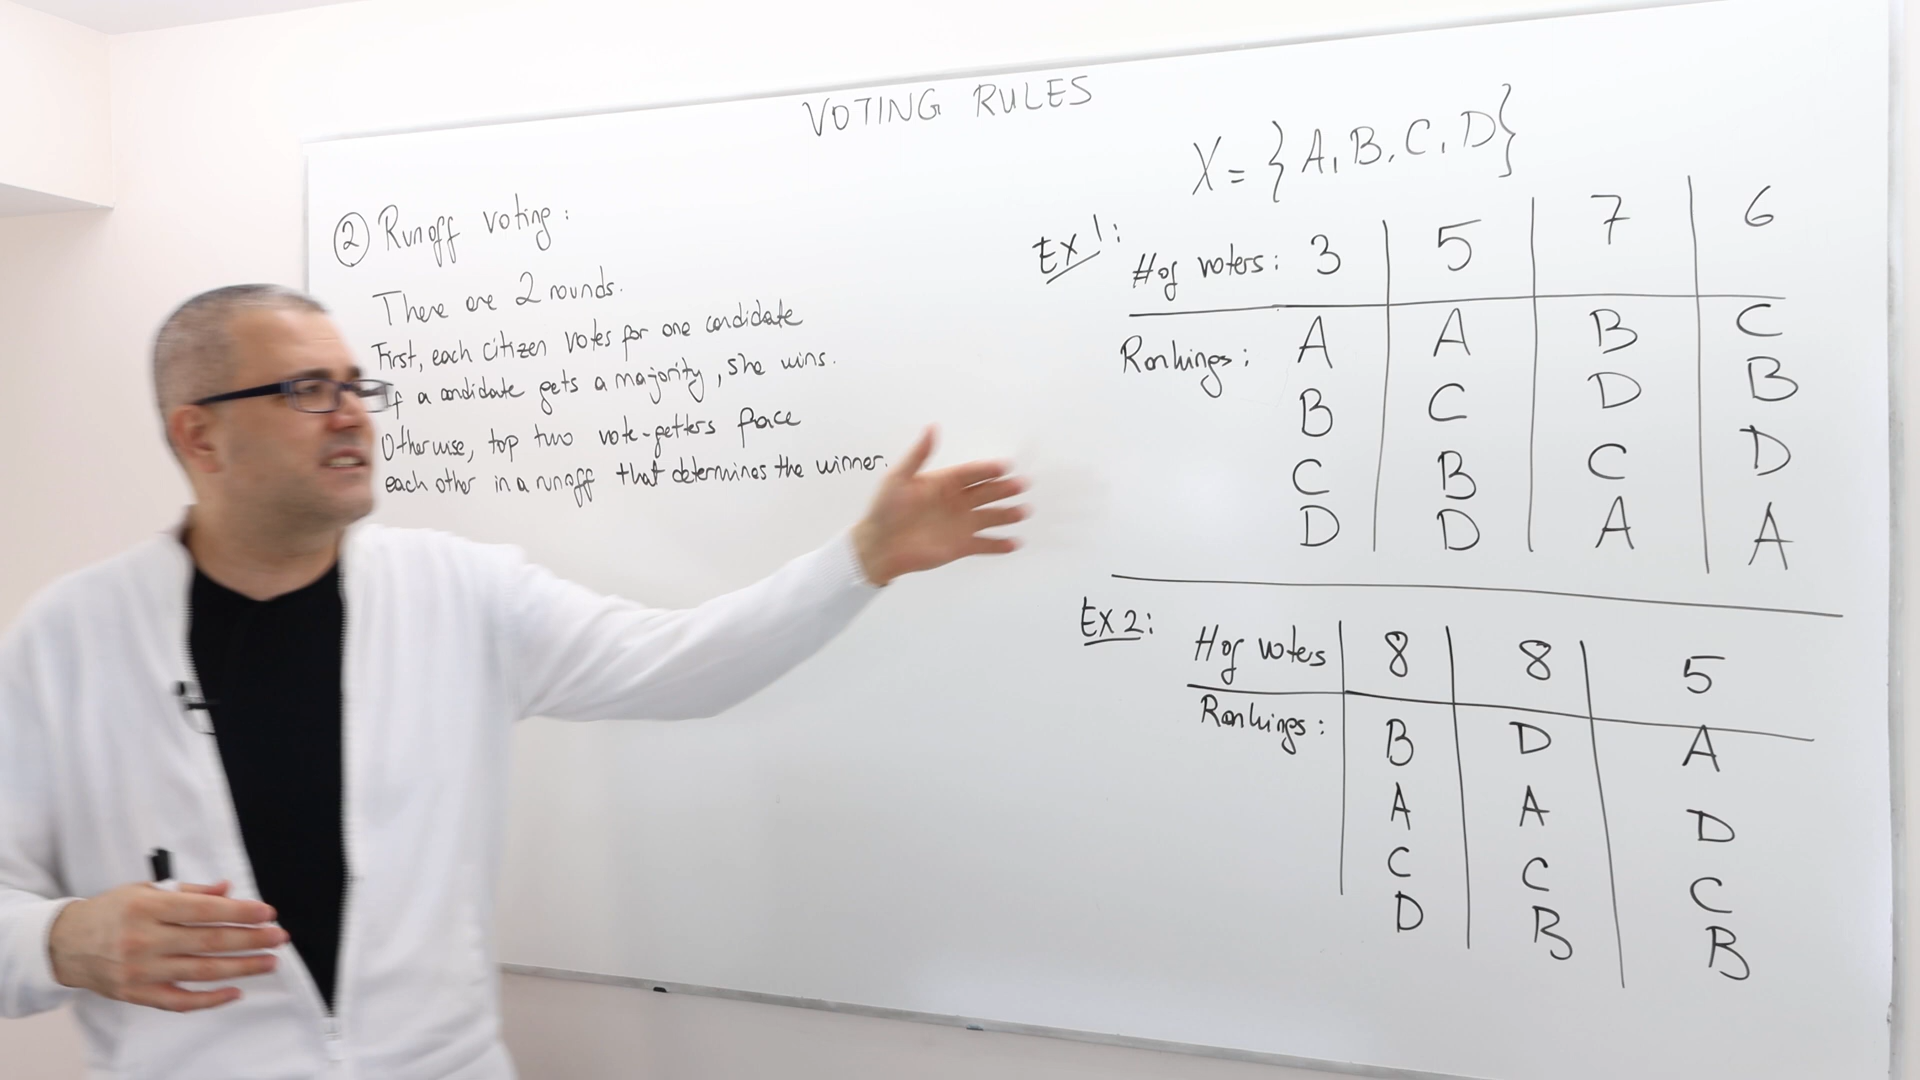 VOTING RULES
② Runoff voting:
There are 2 rounds.
First, each citizen votes for one candidate
If a candidate gets a majority, she wins.
Otherwise, top two vote-getters face
each other in a runoff that determines the winner.
X = {A, B, C, D}
Ex 1:
# of voters: 3 5 7 6
Rankings: A A B C
B C D B
C B C D
D D A A
Ex 2:
# of voters 8 8 5
Rankings: B D A
A A D
C C C
D B B